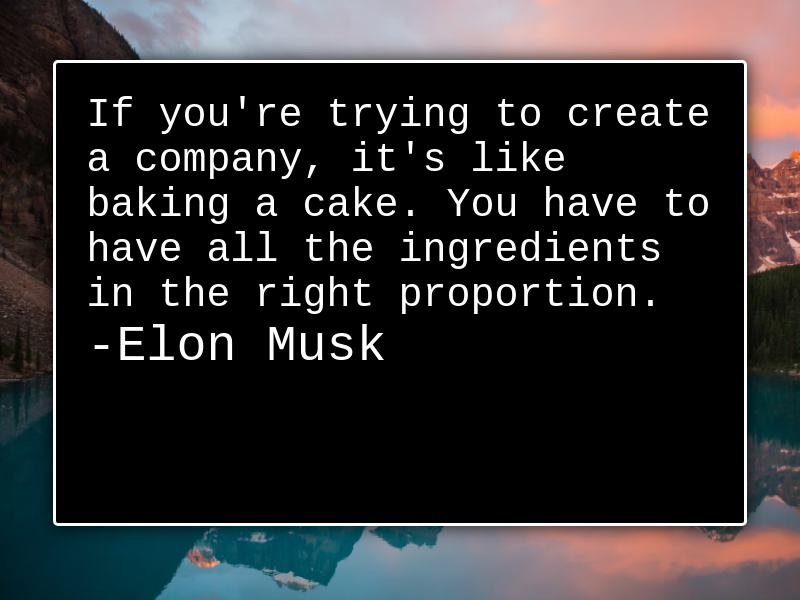 If you're trying to create
a company, it's like
baking a cake. You have to
have all the ingredients
in the right proportion.
-Elon Musk